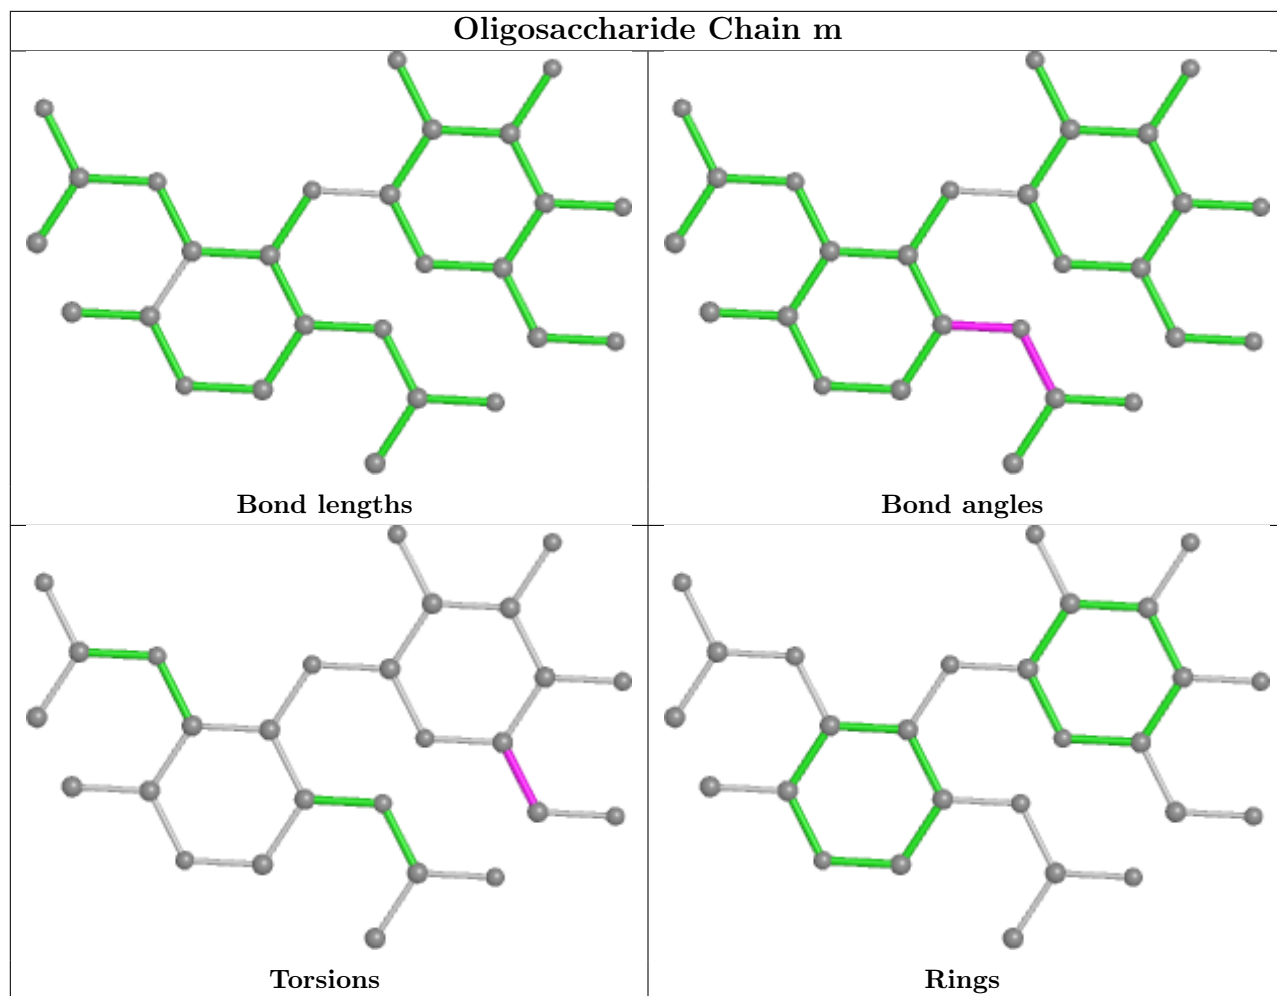 Oligosaccharide Chain m
Bond lengths
Bond angles
Torsions
Rings